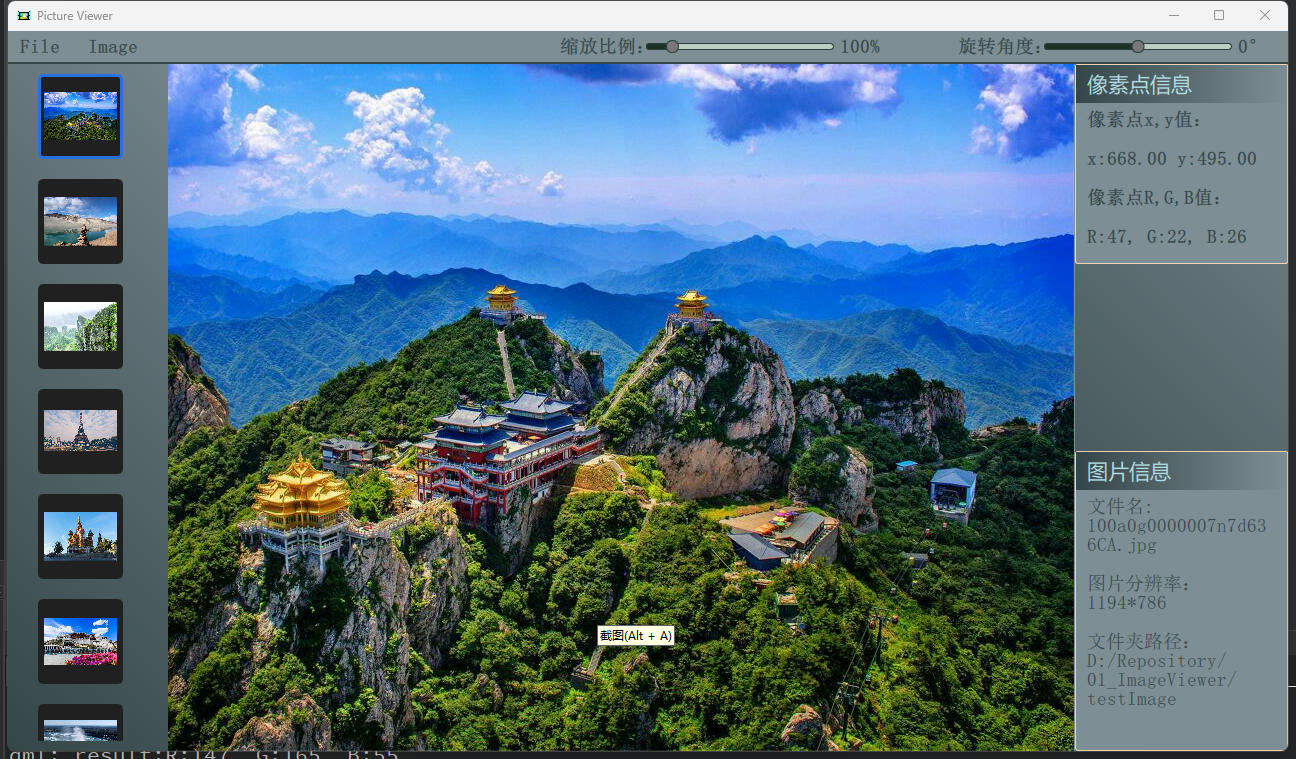 Picture Viewer
File Image 缩放比例: 100% 旋转角度: 0°
像素点信息
像素点x,y值:
x:668.00 y:495.00
像素点R,G,B值:
R:47, G:22, B:26
图片信息
文件名:
100a0g0000007n7d63
6CA.jpg
图片分辨率:
1194*786
文件夹路径:
D:/Repository/
01_ImageViewer/
testImage
截图(Alt + A)
qml: result:R:147, G:165, B:55